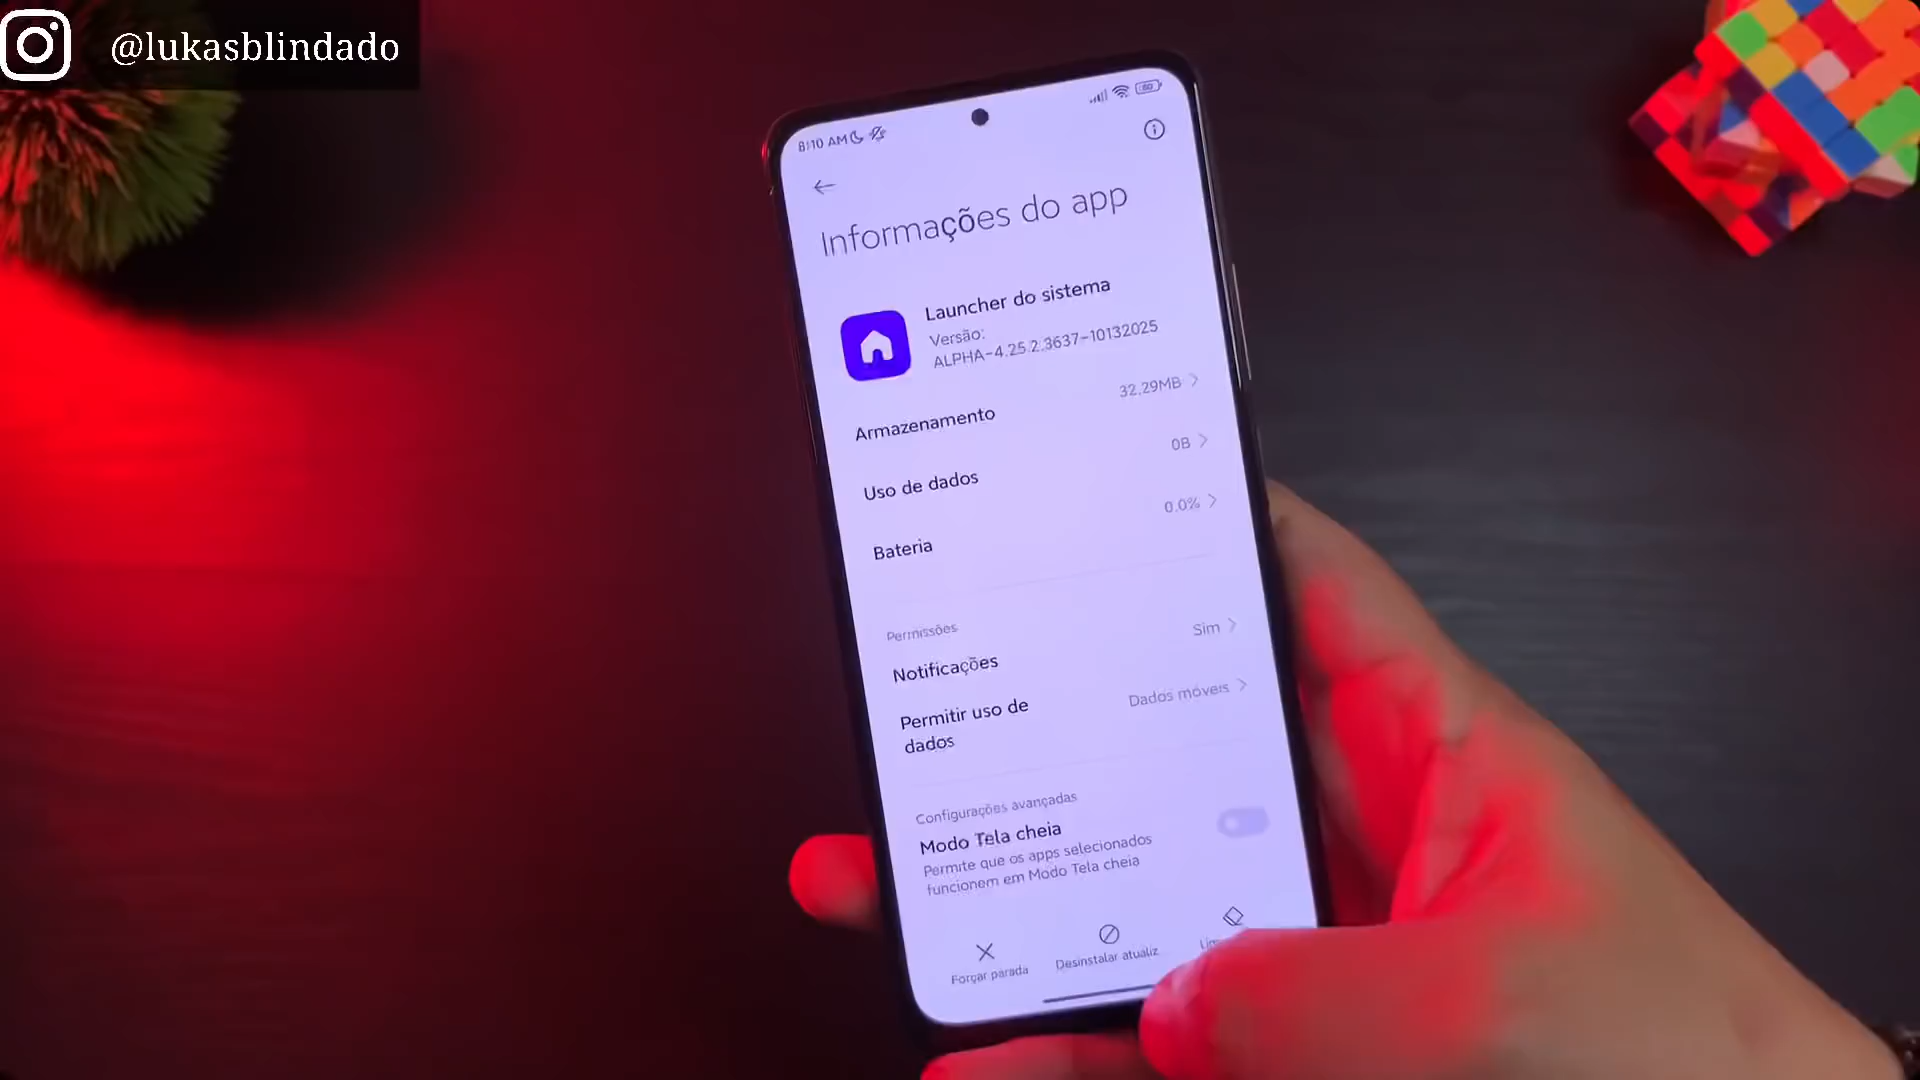 @lukasblindado
8:10 AM
60
Informações do app
Launcher do sistema
Versão:
ALPHA-4.25.2.3637-10132025
Armazenamento
32,29MB
Uso de dados
0B
Bateria
0.0%
Permissões
Notificações
Sim
Permitir uso de
dados
Dados móveis
Configurações avançadas
Modo Tela cheia
Permite que os apps selecionados
funcionem em Modo Tela cheia
Forçar parada
Desinstalar atualiz